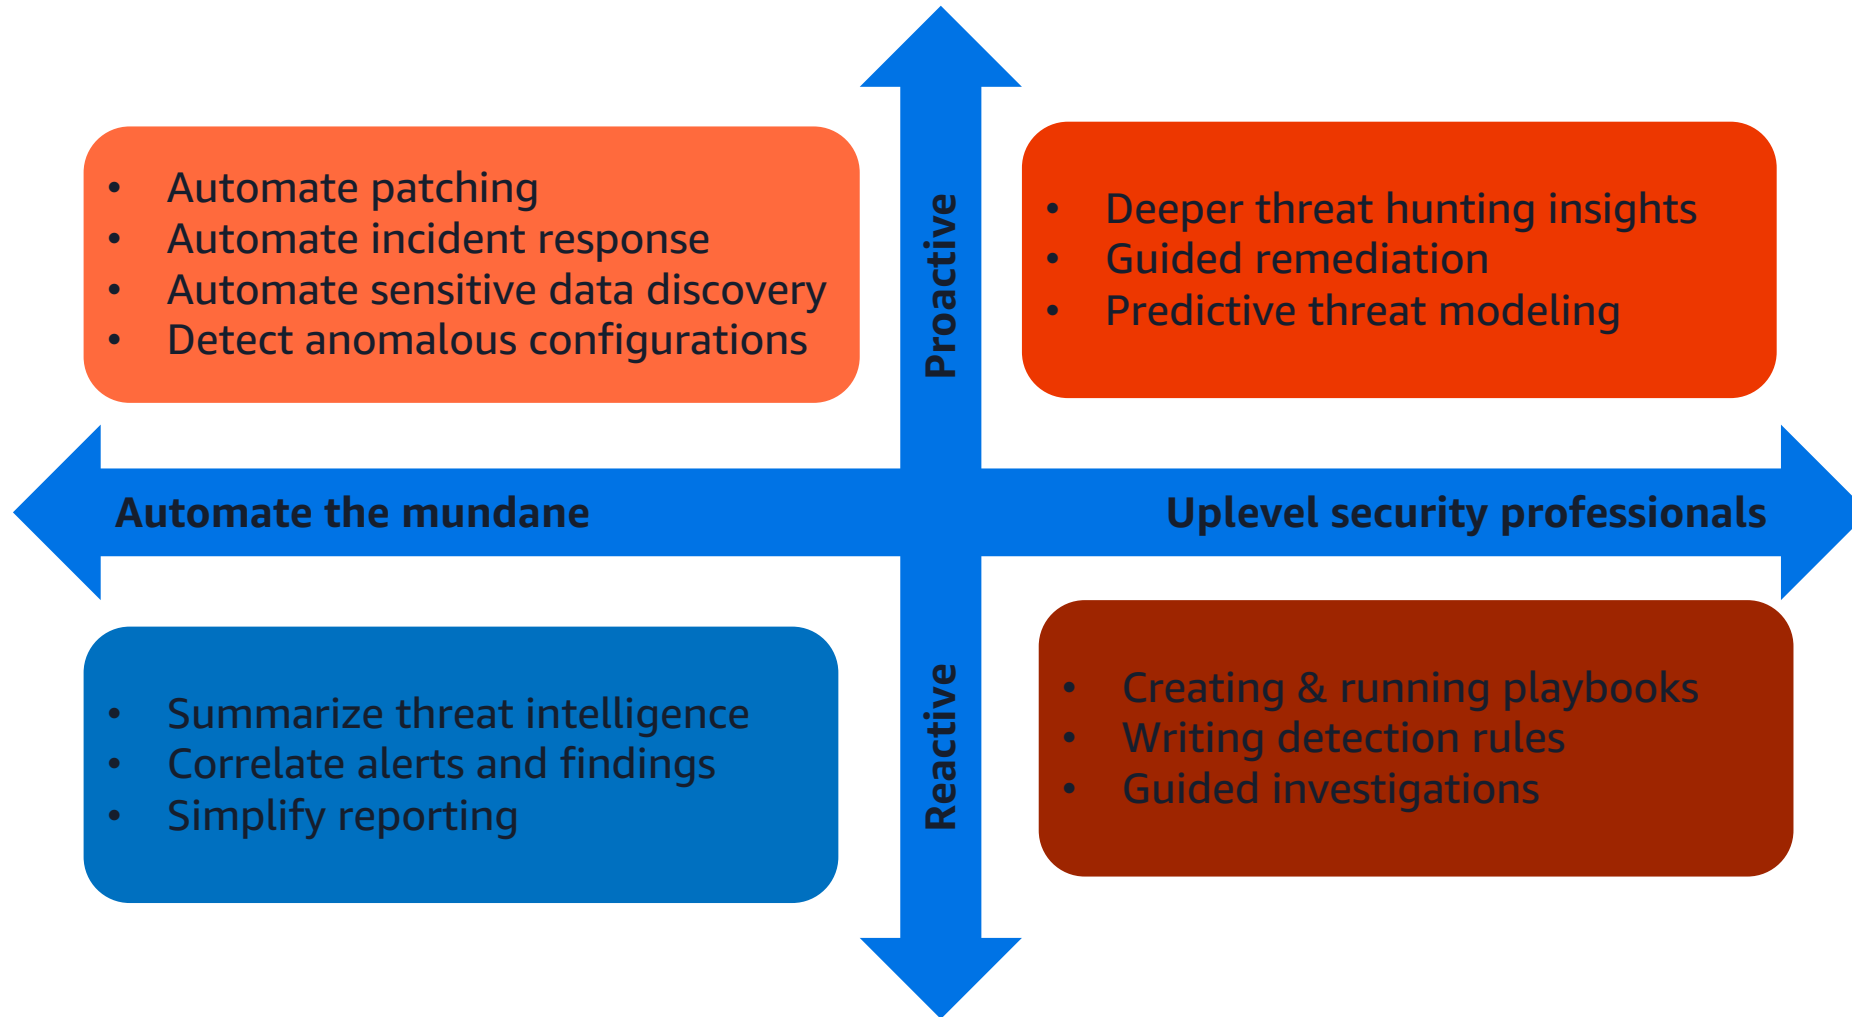 • Automate patching
• Automate incident response
• Automate sensitive data discovery
• Detect anomalous configurations
Proactive
• Deeper threat hunting insights
• Guided remediation
• Predictive threat modeling
Automate the mundane
Uplevel security professionals
• Summarize threat intelligence
• Correlate alerts and findings
• Simplify reporting
Reactive
• Creating & running playbooks
• Writing detection rules
• Guided investigations